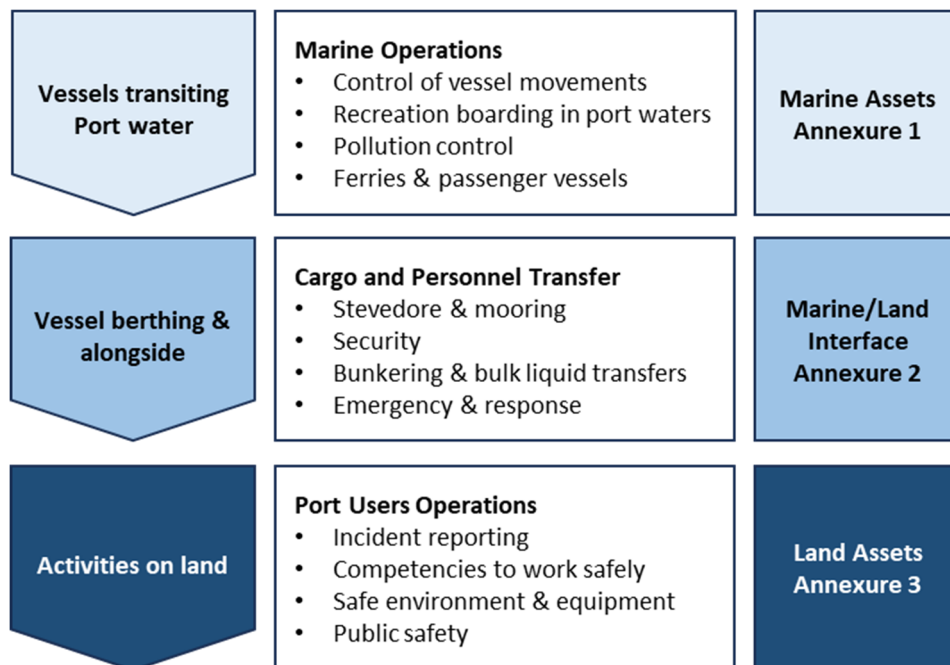 Vessels transiting
Port water
Marine Operations
• Control of vessel movements
• Recreation boarding in port waters
• Pollution control
• Ferries & passenger vessels
Marine Assets
Annexure 1
Vessel berthing &
alongside
Cargo and Personnel Transfer
• Stevedore & mooring
• Security
• Bunkering & bulk liquid transfers
• Emergency & response
Marine/Land
Interface
Annexure 2
Activities on land
Port Users Operations
• Incident reporting
• Competencies to work safely
• Safe environment & equipment
• Public safety
Land Assets
Annexure 3